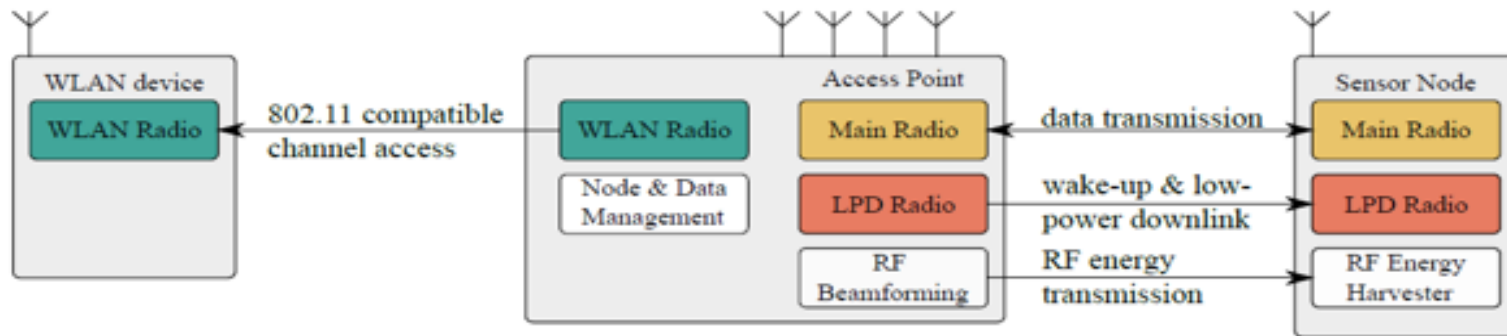 WLAN device
WLAN Radio
802.11 compatible
channel access
Access Point
WLAN Radio
Node & Data
Management
Main Radio
LPD Radio
RF
Beamforming
data transmission
wake-up & low-
power downlink
RF energy
transmission
Sensor Node
Main Radio
LPD Radio
RF Energy
Harvester